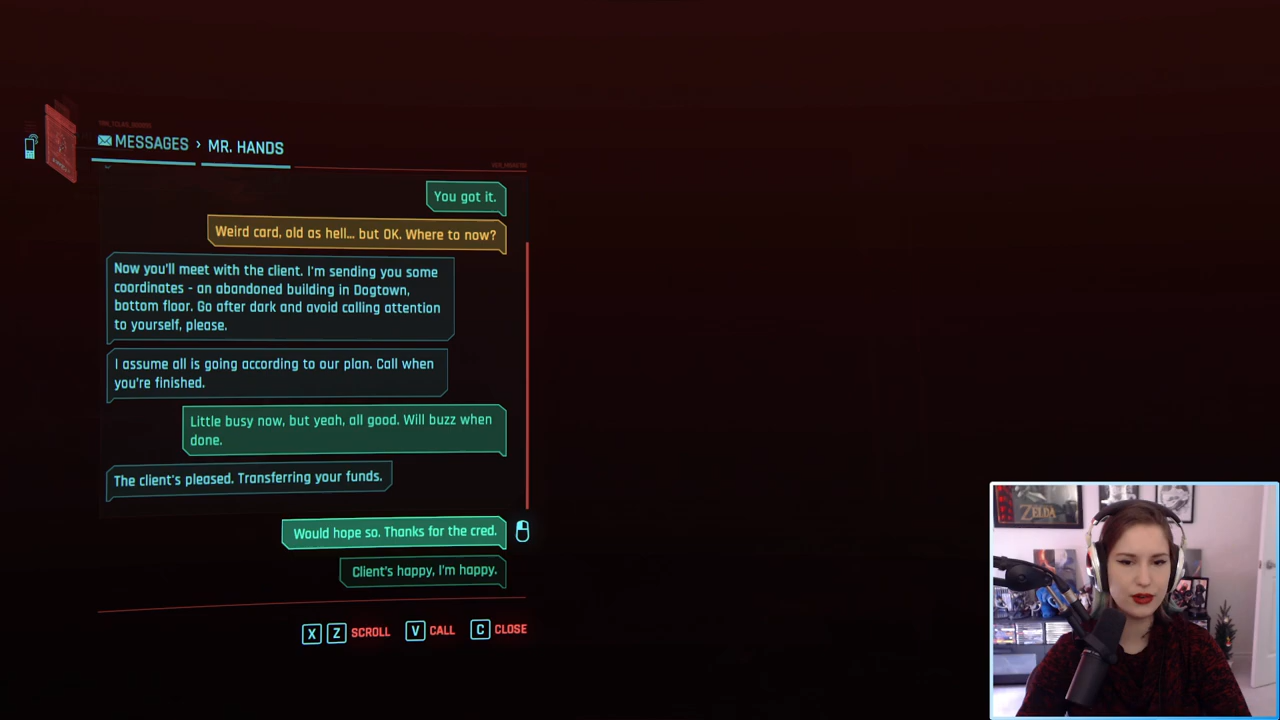 MESSAGES › MR. HANDS
You got it.
Weird card, old as hell... but OK. Where to now?
Now you'll meet with the client. I'm sending you some
coordinates - an abandoned building in Dogtown,
bottom floor. Go after dark and avoid calling attention
to yourself, please.
I assume all is going according to our plan. Call when
you're finished.
Little busy now, but yeah, all good. Will buzz when
done.
The client's pleased. Transferring your funds.
Would hope so. Thanks for the cred.
Client's happy, I'm happy.
X Z SCROLL V CALL C CLOSE
ZELDA